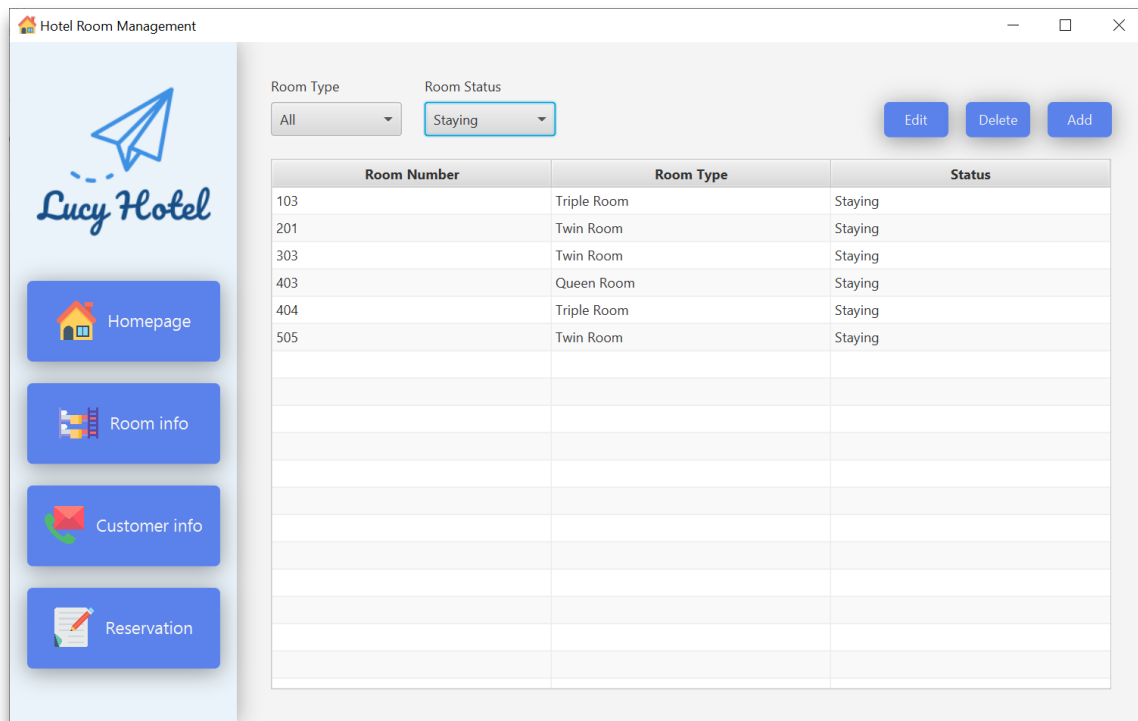 Hotel Room Management
Lucy Hotel
Homepage
Room info
Customer info
Reservation
Room Type Room Status
All Staying Edit Delete Add
Room Number Room Type Status
103 Triple Room Staying
201 Twin Room Staying
303 Twin Room Staying
403 Queen Room Staying
404 Triple Room Staying
505 Twin Room Staying